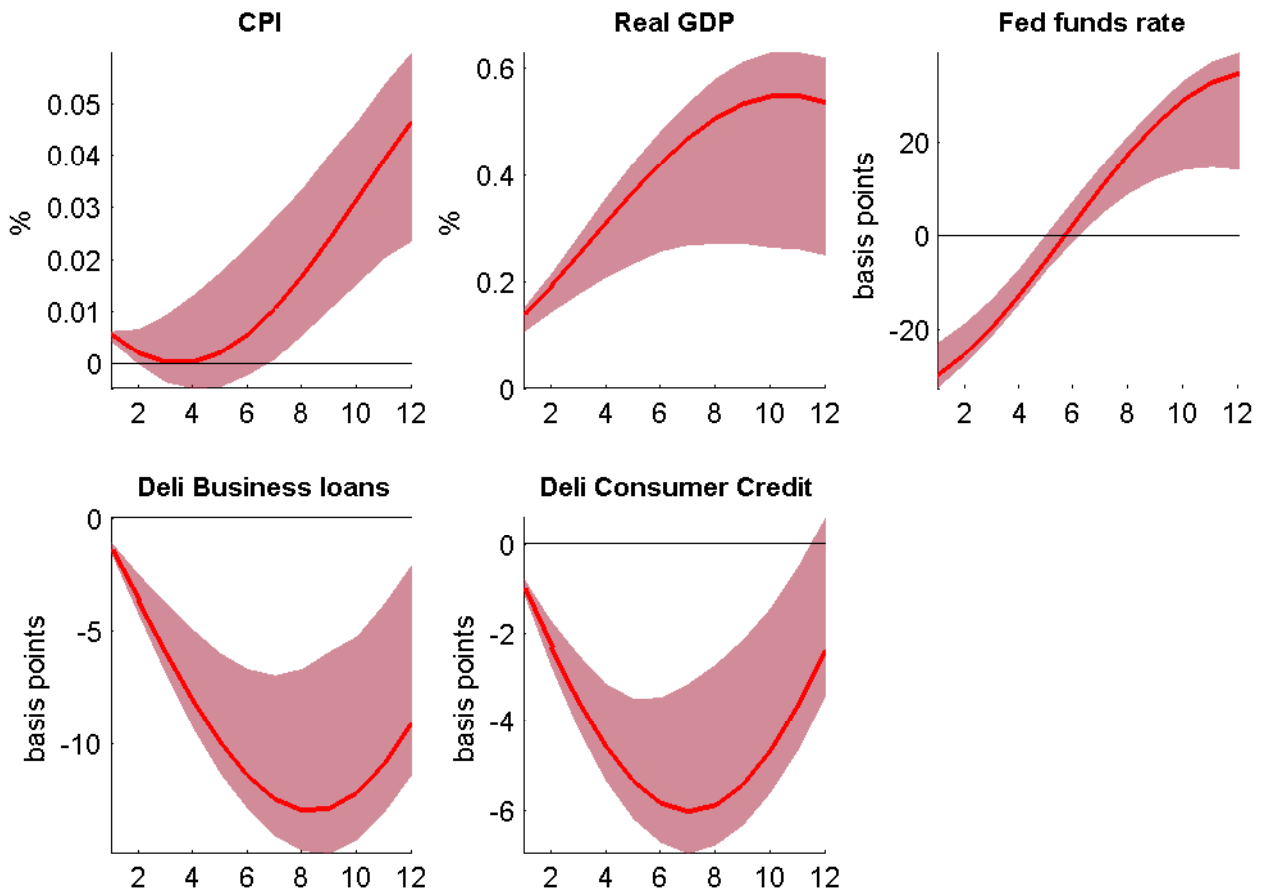 CPI
%
0.05
0.04
0.03
0.02
0.01
0
2 4 6 8 10 12
Real GDP
%
0.6
0.4
0.2
0
2 4 6 8 10 12
Fed funds rate
basis points
20
0
-20
2 4 6 8 10 12
Deli Business loans
basis points
0
-5
-10
2 4 6 8 10 12
Deli Consumer Credit
basis points
0
-2
-4
-6
2 4 6 8 10 12